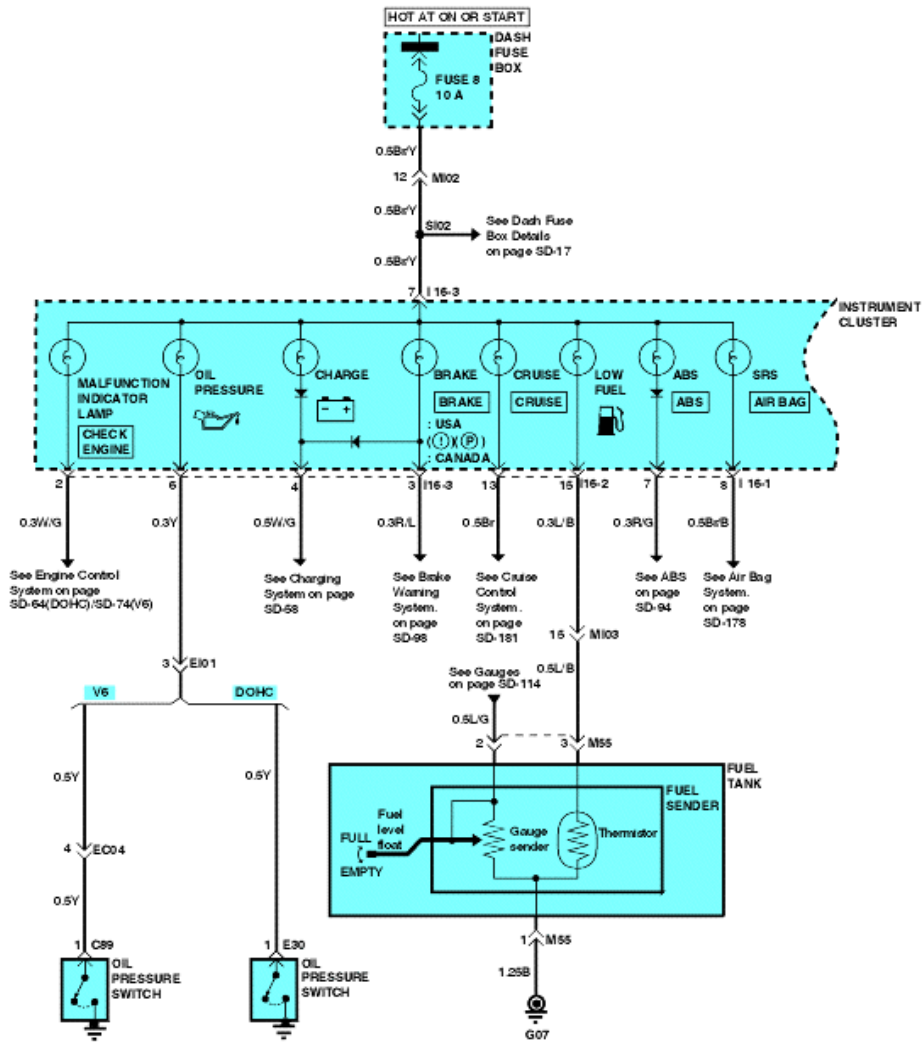 HOT AT ON OR START
DASH
FUSE
BOX
FUSE 8
10 A
0.5Br/Y
12 MI02
0.5Br/Y
SI02
See Dash Fuse
Box Details
on page SD-17
0.5Br/Y
7 I 16-3
INSTRUMENT
CLUSTER
MALFUNCTION
INDICATOR
LAMP
CHECK
ENGINE
OIL
PRESSURE
CHARGE
BRAKE
BRAKE
: USA
(!)(P)
: CANADA
CRUISE
CRUISE
LOW
FUEL
ABS
ABS
SRS
AIR BAG
2 6 4 3 I16-3 13 15 I16-2 7 8 I 16-1
0.3W/G 0.3Y 0.5W/G 0.3R/L 0.5Br 0.3L/B 0.3R/G 0.5Br/B
See Engine Control
System on page
SD-64(DOHC)/SD-74(V6)
See Charging
System on page
SD-58
See Brake
Warning
System.
on page
SD-98
See Cruise
Control
System.
on page
SD-181
See ABS
on page
SD-94
See Air Bag
System.
on page
SD-178
15 MI03
3 EI01
0.5L/B
See Gauges
on page SD-114
V6
DOHC
0.5L/G
2 3 M55
FUEL
TANK
FUEL
SENDER
0.5Y
0.5Y
Fuel
level
float
FULL
EMPTY
Gauge
sender
Thermistor
4 EC04
0.5Y
1 C89
OIL
PRESSURE
SWITCH
1 E30
OIL
PRESSURE
SWITCH
1 M55
1.25B
G07